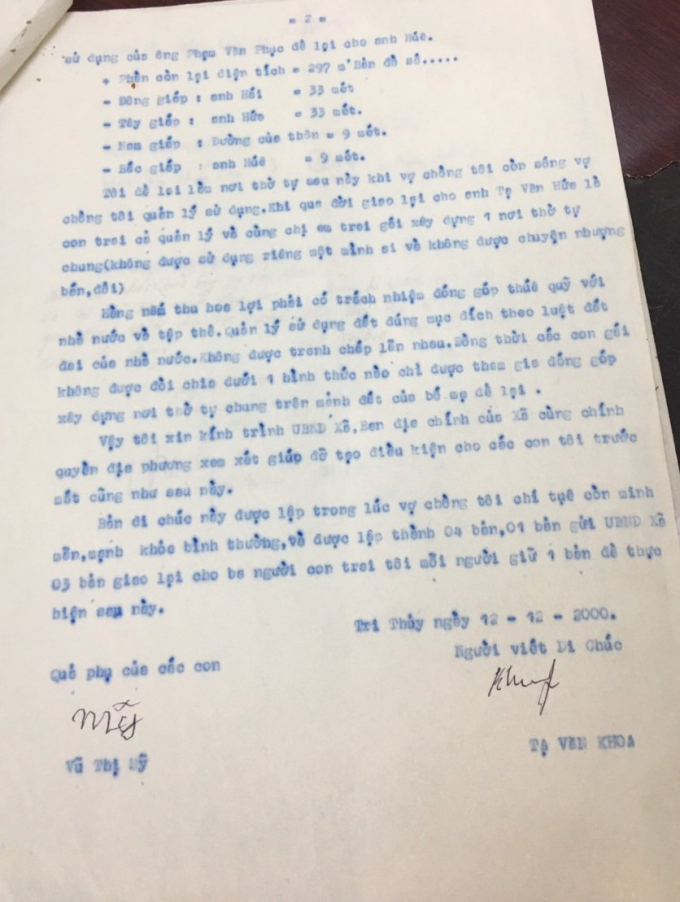 = 2 =
sử dụng của ông Phạm Văn Phục để lại cho anh Húê.
+ Phần còn lại diện tích = 297 m² Bản đồ số.....
- Đông giáp : anh Hải = 33 mét
- Tây giáp : anh Hứa = 33 mét.
- Nam giáp : Đường của thôn = 9 mét.
- Bắc giáp : anh Húê = 9 mét.
Tôi để lại làm nơi thờ tự sau này khi vợ chồng tôi còn sống vợ
chồng tôi quản lý sử dụng.Khi qua đời giao lại cho anh Tạ Văn Hứa là
con trai cả quản lý và cùng chị em trai gái xây dựng 1 nơi thờ tự
chung(không được sử dụng riêng một mình ai và không được chuyện nhượng
bán,đổi)
Hằng năm thu hoa lợi phải có trách nhiệm đóng góp thúê quỹ với
nhà nước và tập thể.Quản lý sử dụng đất đúng mục đích theo luật đất
đai của nhà nước.Không được tranh chấp lẫn nhau.Đồng thời các con gái
không được đòi chia dưới 1 hình thức nào chỉ được tham gia đóng góp
xây dựng nơi thờ tự chung trên mảnh đất của bố mẹ để lại .
Vậy tôi xin kính trình UBND Xã,Ban địa chính của Xã cùng chính
quyền địa phương xem xét giúp đỡ tạo điều kiện cho các con tôi trước
mắt cũng như sau này.
Bản di chúc này được lập trong lúc vợ chồng tôi chí tụê còn minh
mẫn,mạnh khỏe bình thường,và được lập thành 04 bản,01 bản gửi UBND Xã
03 bản giao lại cho ba người con trai tôi mỗi người giữ 1 bản để thực
hiện sau này.
Tri Thủy ngày 12 - 12 - 2000.
Quả phụ của các con
Người viết Di Chúc
Khoa
Mỹ
Vũ Thị Mỹ
TẠ VĂN KHOA